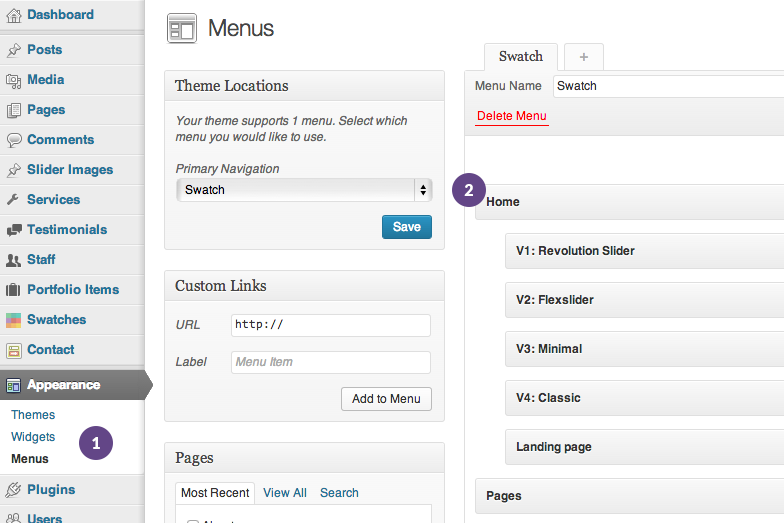 Dashboard
Posts
Media
Pages
Comments
Slider Images
Services
Testimonials
Staff
Portfolio Items
Swatches
Contact
Appearance
Themes
Widgets
Menus
1
Plugins
Users
Menus
Theme Locations
Your theme supports 1 menu. Select which
menu you would like to use.
Primary Navigation
Swatch
Save
Custom Links
URL http://
Label Menu Item
Add to Menu
Pages
Most Recent View All Search
Swatch +
Menu Name Swatch
Delete Menu
2
Home
V1: Revolution Slider
V2: Flexslider
V3: Minimal
V4: Classic
Landing page
Pages